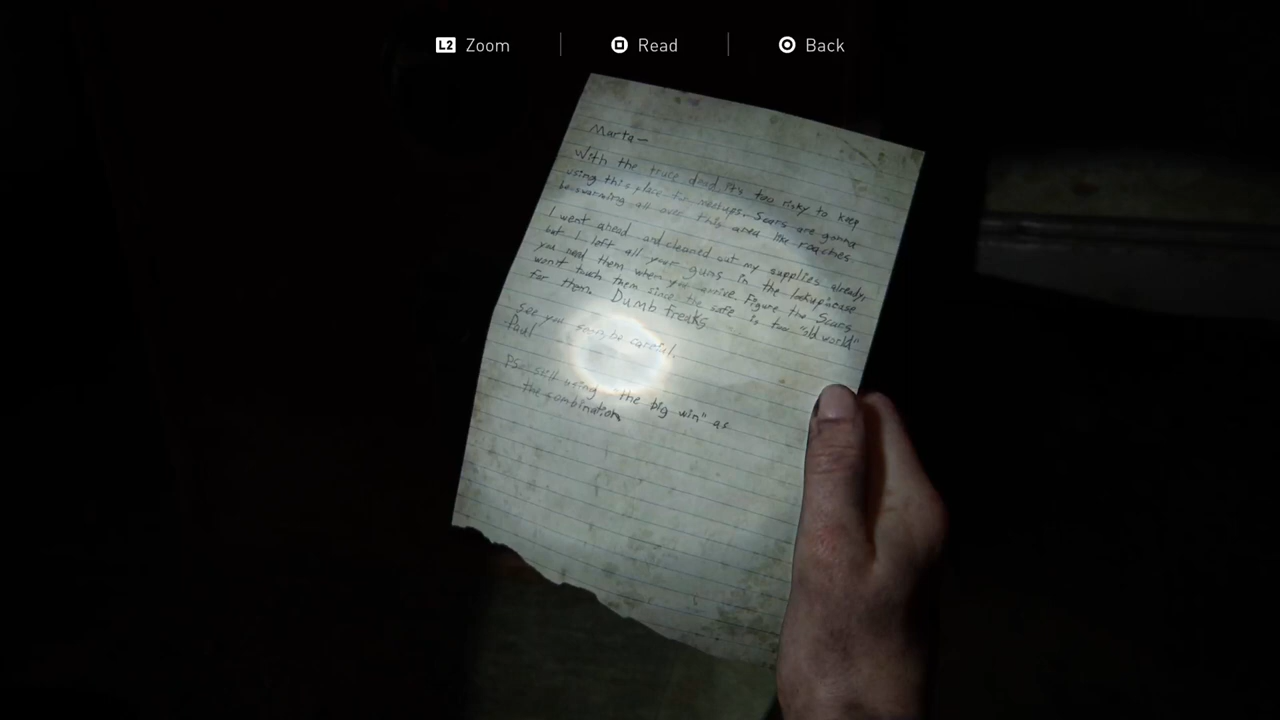 L2 Zoom Read Back
Marta—
With the truce dead, it's too risky to keep
using this place for meetups. Scars are gonna
be swarming all over this area like roaches.
I went ahead and cleaned out my supplies already,
but I left all your guns in the lockup in case
you need them when you arrive. Figure the Scars
won't touch them since the safe is too "old world"
for them. Dumb freaks
See you soon, be careful.
Paul
PS. still using "the big win" as
the combination